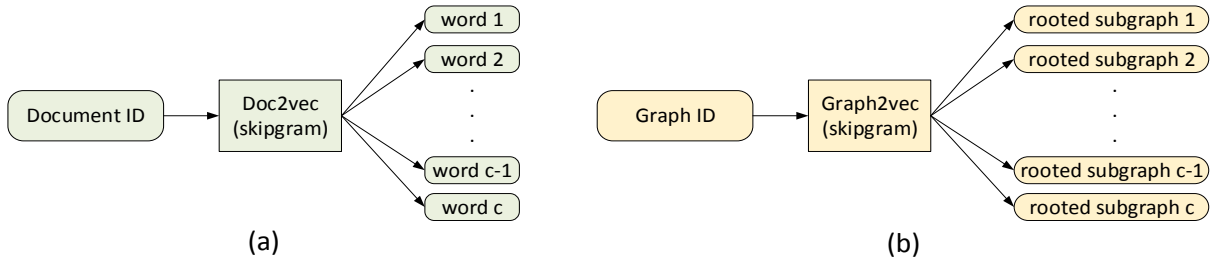 word 1
word 2
Document ID
Doc2vec
(skipgram)
.
.
.
word c-1
word c
(a)
rooted subgraph 1
rooted subgraph 2
Graph ID
Graph2vec
(skipgram)
.
.
.
rooted subgraph c-1
rooted subgraph c
(b)